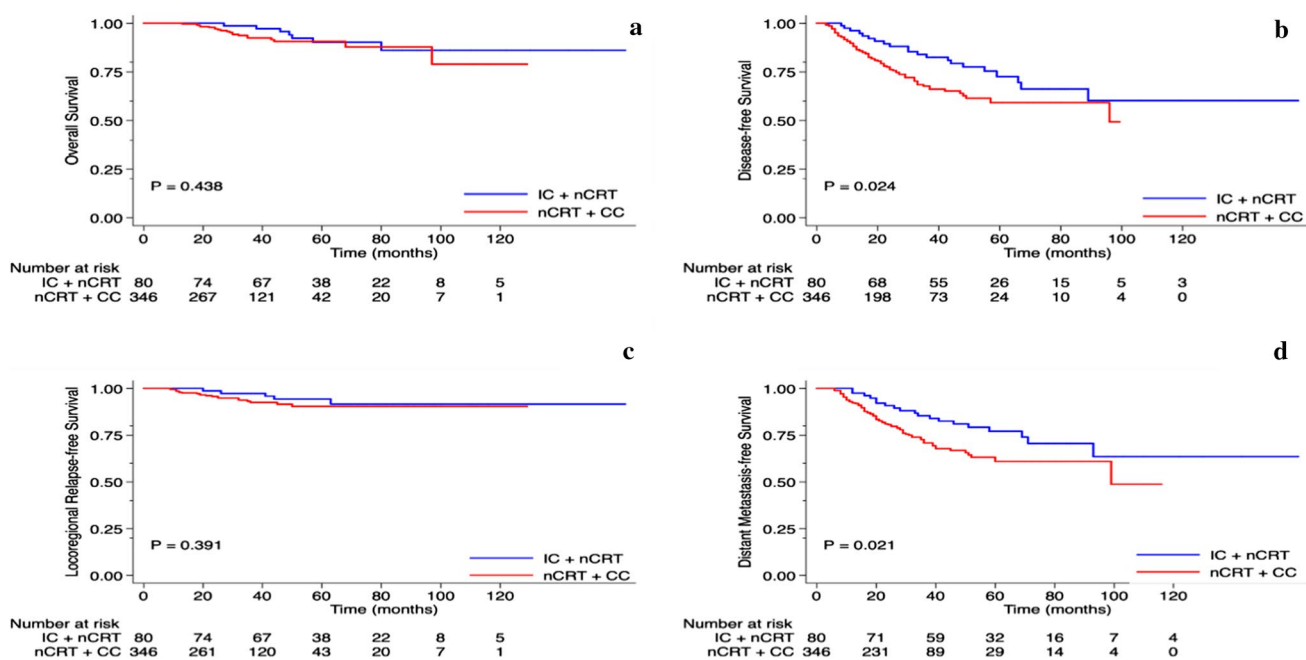 a
1.00
0.75
0.50
0.25
0.00
Overall Survival
P = 0.438
IC + nCRT
nCRT + CC
0 20 40 60 80 100 120
Time (months)
Number at risk
IC + nCRT 80 74 67 38 22 8 5
nCRT + CC 346 267 121 42 20 7 1
b
1.00
0.75
0.50
0.25
0.00
Disease-free Survival
P = 0.024
IC + nCRT
nCRT + CC
0 20 40 60 80 100 120
Time (months)
Number at risk
IC + nCRT 80 68 55 26 15 5 3
nCRT + CC 346 198 73 24 10 4 0
c
1.00
0.75
0.50
0.25
0.00
Locoregional Relapse-free Survival
P = 0.391
IC + nCRT
nCRT + CC
0 20 40 60 80 100 120
Time (months)
Number at risk
IC + nCRT 80 74 67 38 22 8 5
nCRT + CC 346 261 120 43 20 7 1
d
1.00
0.75
0.50
0.25
0.00
Distant Metastasis-free Survival
P = 0.021
IC + nCRT
nCRT + CC
0 20 40 60 80 100 120
Time (months)
Number at risk
IC + nCRT 80 71 59 32 16 7 4
nCRT + CC 346 231 89 29 14 4 0